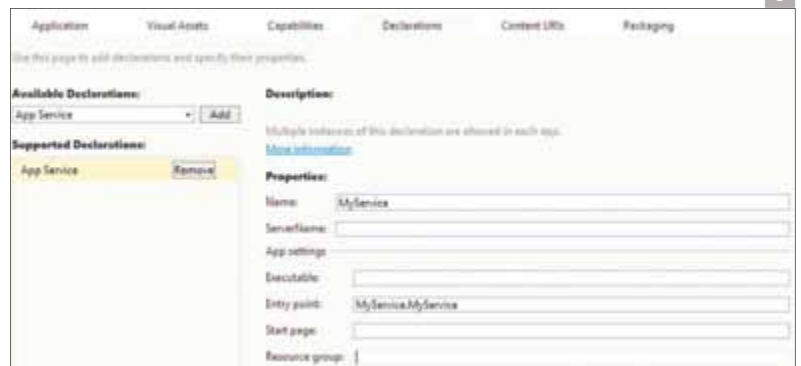 Application Visual Assets Capabilities Declarations Content URIs Packaging
Use this page to add declarations and specify their properties.
Available Declarations:
App Service Add
Supported Declarations:
App Service Remove
Description:
Multiple instances of this declaration are allowed in each app.
More information
Properties:
Name: MyService
ServerName:
App settings
Executable:
Entry point: MyService.MyService
Start page:
Resource group: